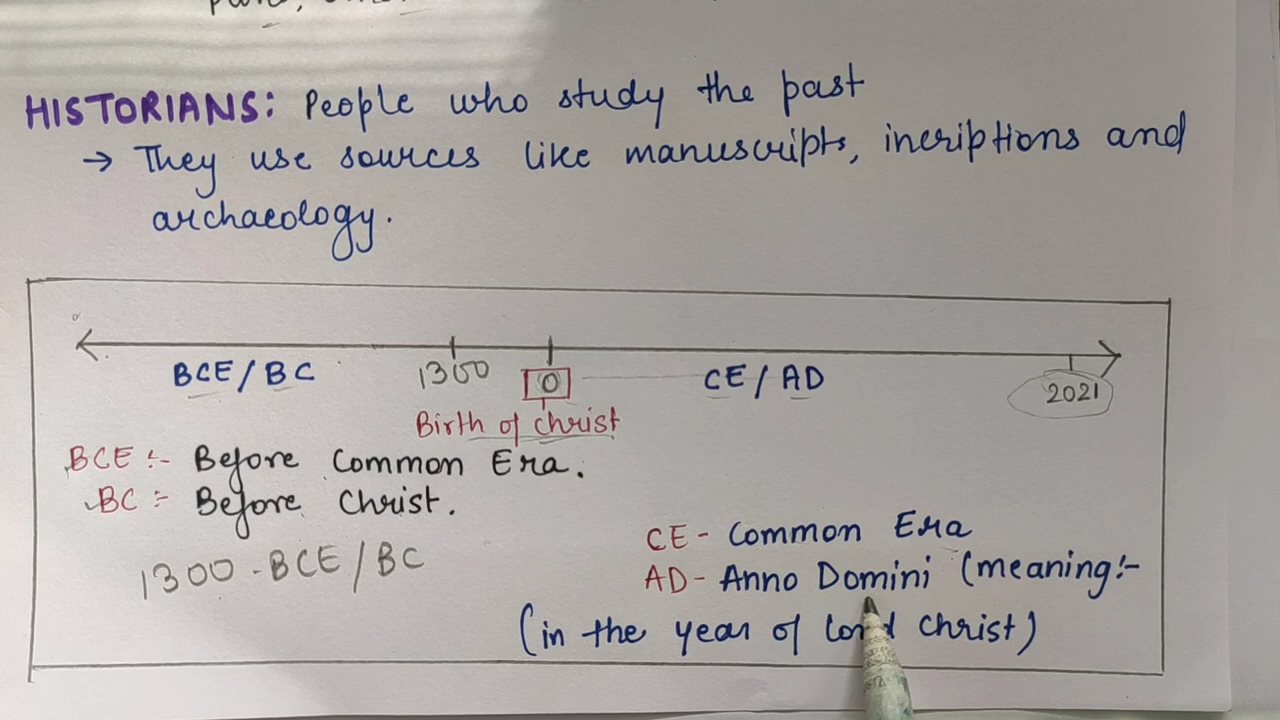 HISTORIANS: People who study the past
→ They use sources like manuscripts, incriptions and
archaeology.
BCE / BC 1300 0 CE / AD 2021
Birth of christ
BCE :- Before Common Era.
BC :- Before Christ.
1300 - BCE / BC
CE - Common Era
AD - Anno Domini (meaning:-
(in the year of lord christ)